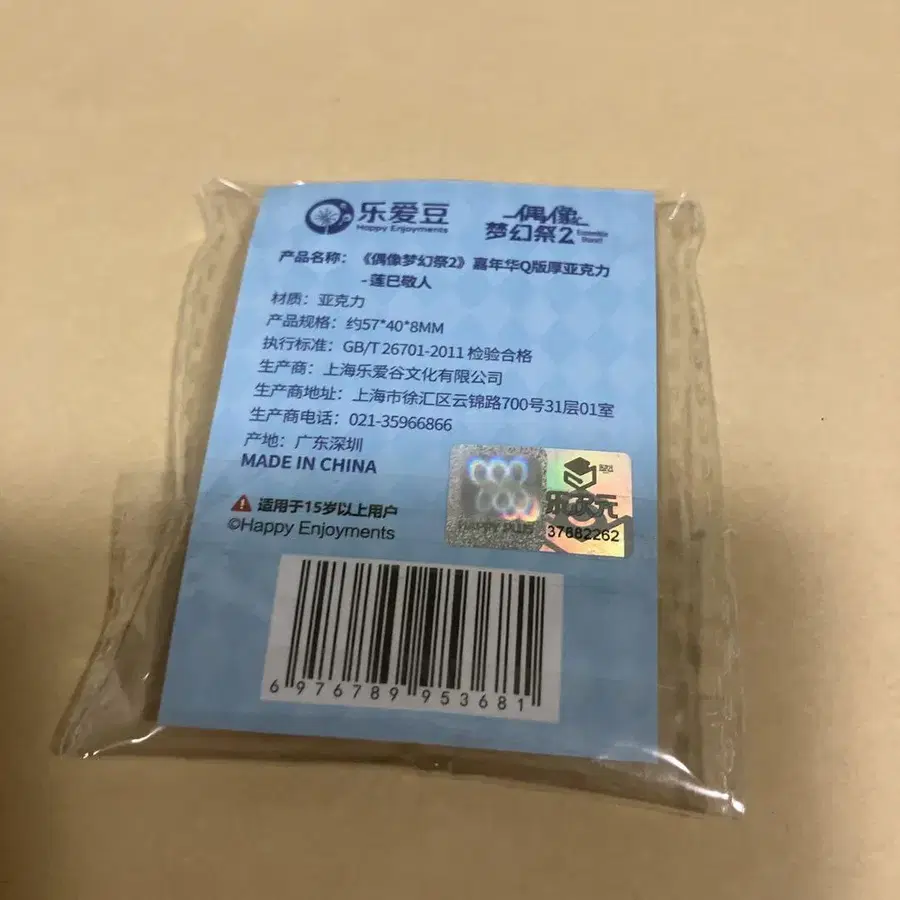 乐爱豆
Happy Enjoyments
偶像
梦幻祭2
Ensemble
Stars!!
产品名称：《偶像梦幻祭2》嘉年华Q版厚亚克力
-莲巳敬人
材质：亚克力
产品规格：约57*40*8MM
执行标准：GB/T 26701-2011 检验合格
生产商：上海乐爱谷文化有限公司
生产商地址：上海市徐汇区云锦路700号31层01室
生产商电话：021-35966866
产地：广东深圳
MADE IN CHINA
适用于15岁以上用户
©Happy Enjoyments
HAPPY PLUS
乐次元
37882262
6 976789 953681